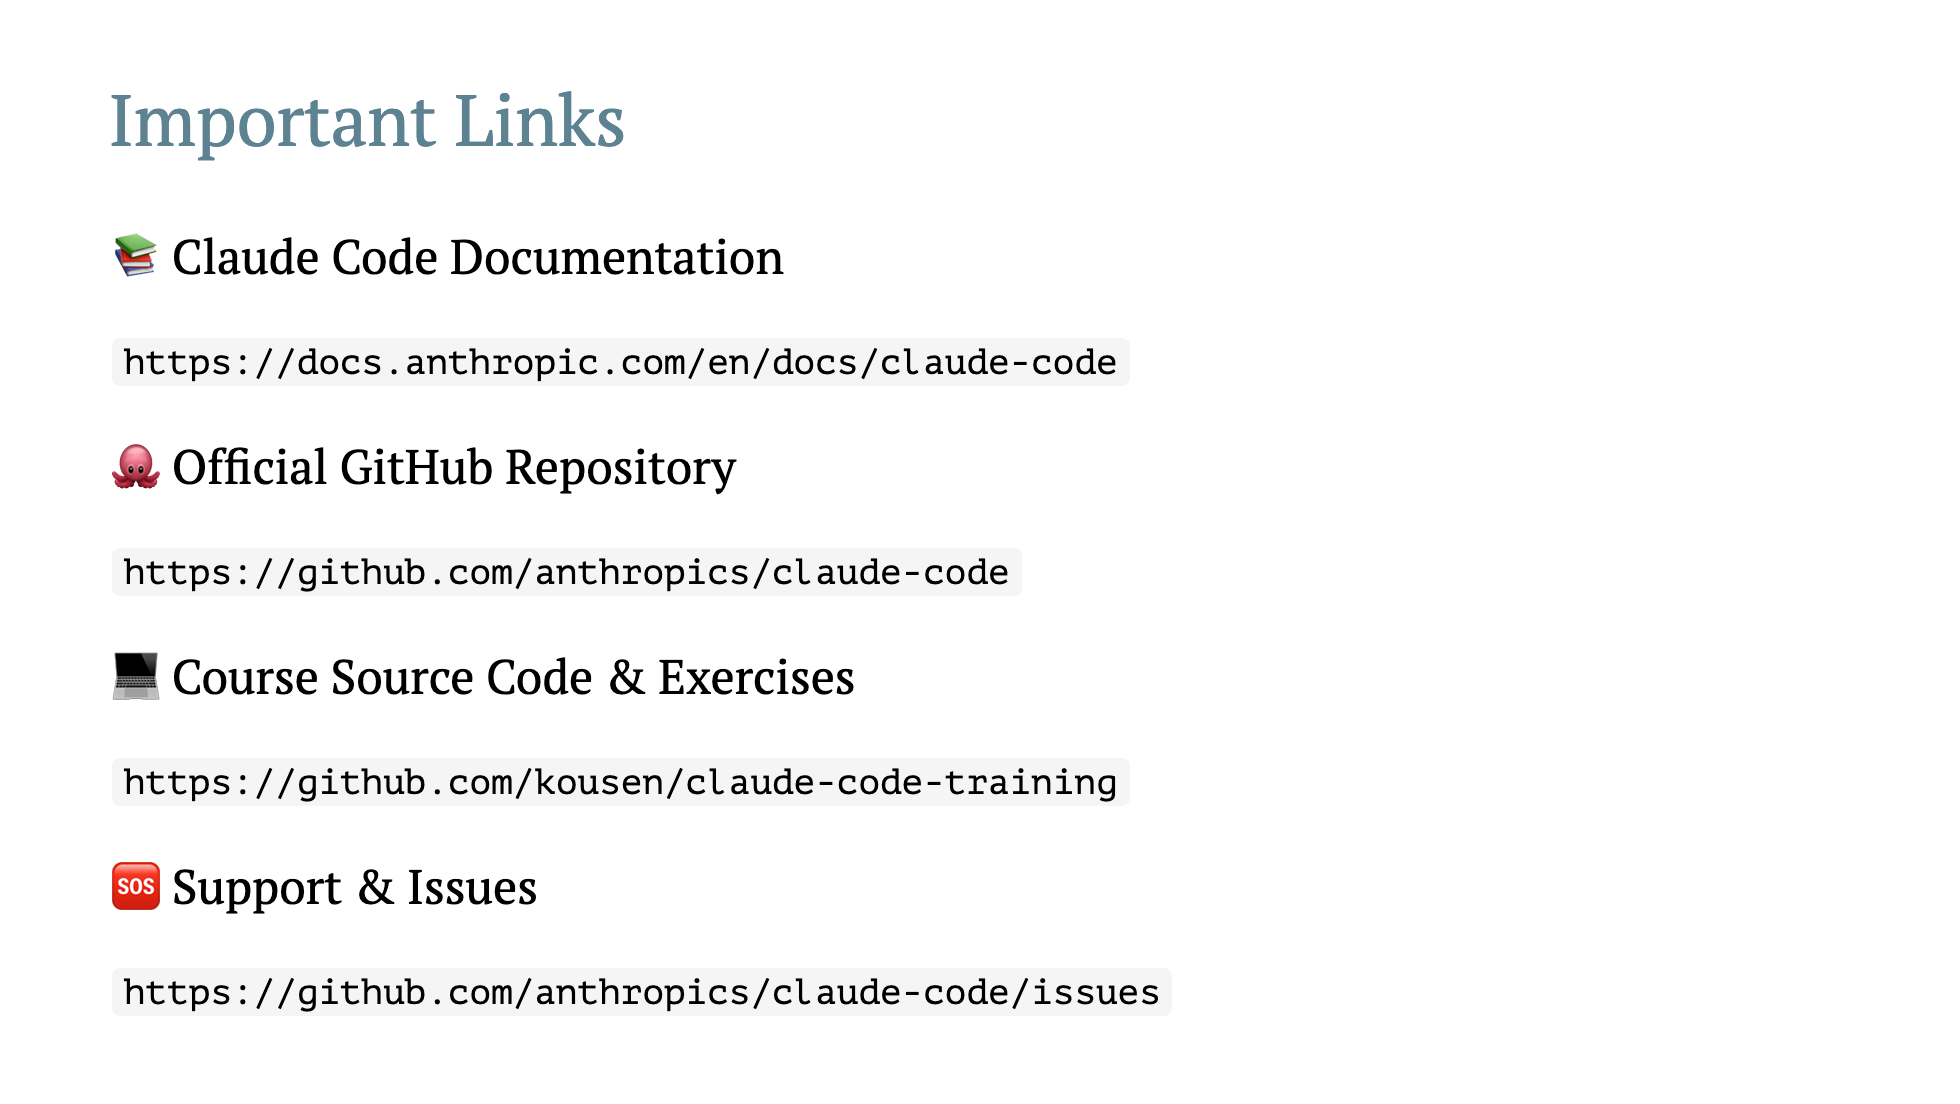 Important Links
📚 Claude Code Documentation
https://docs.anthropic.com/en/docs/claude-code
🐙 Official GitHub Repository
https://github.com/anthropics/claude-code
💻 Course Source Code & Exercises
https://github.com/kousen/claude-code-training
🆘 Support & Issues
https://github.com/anthropics/claude-code/issues